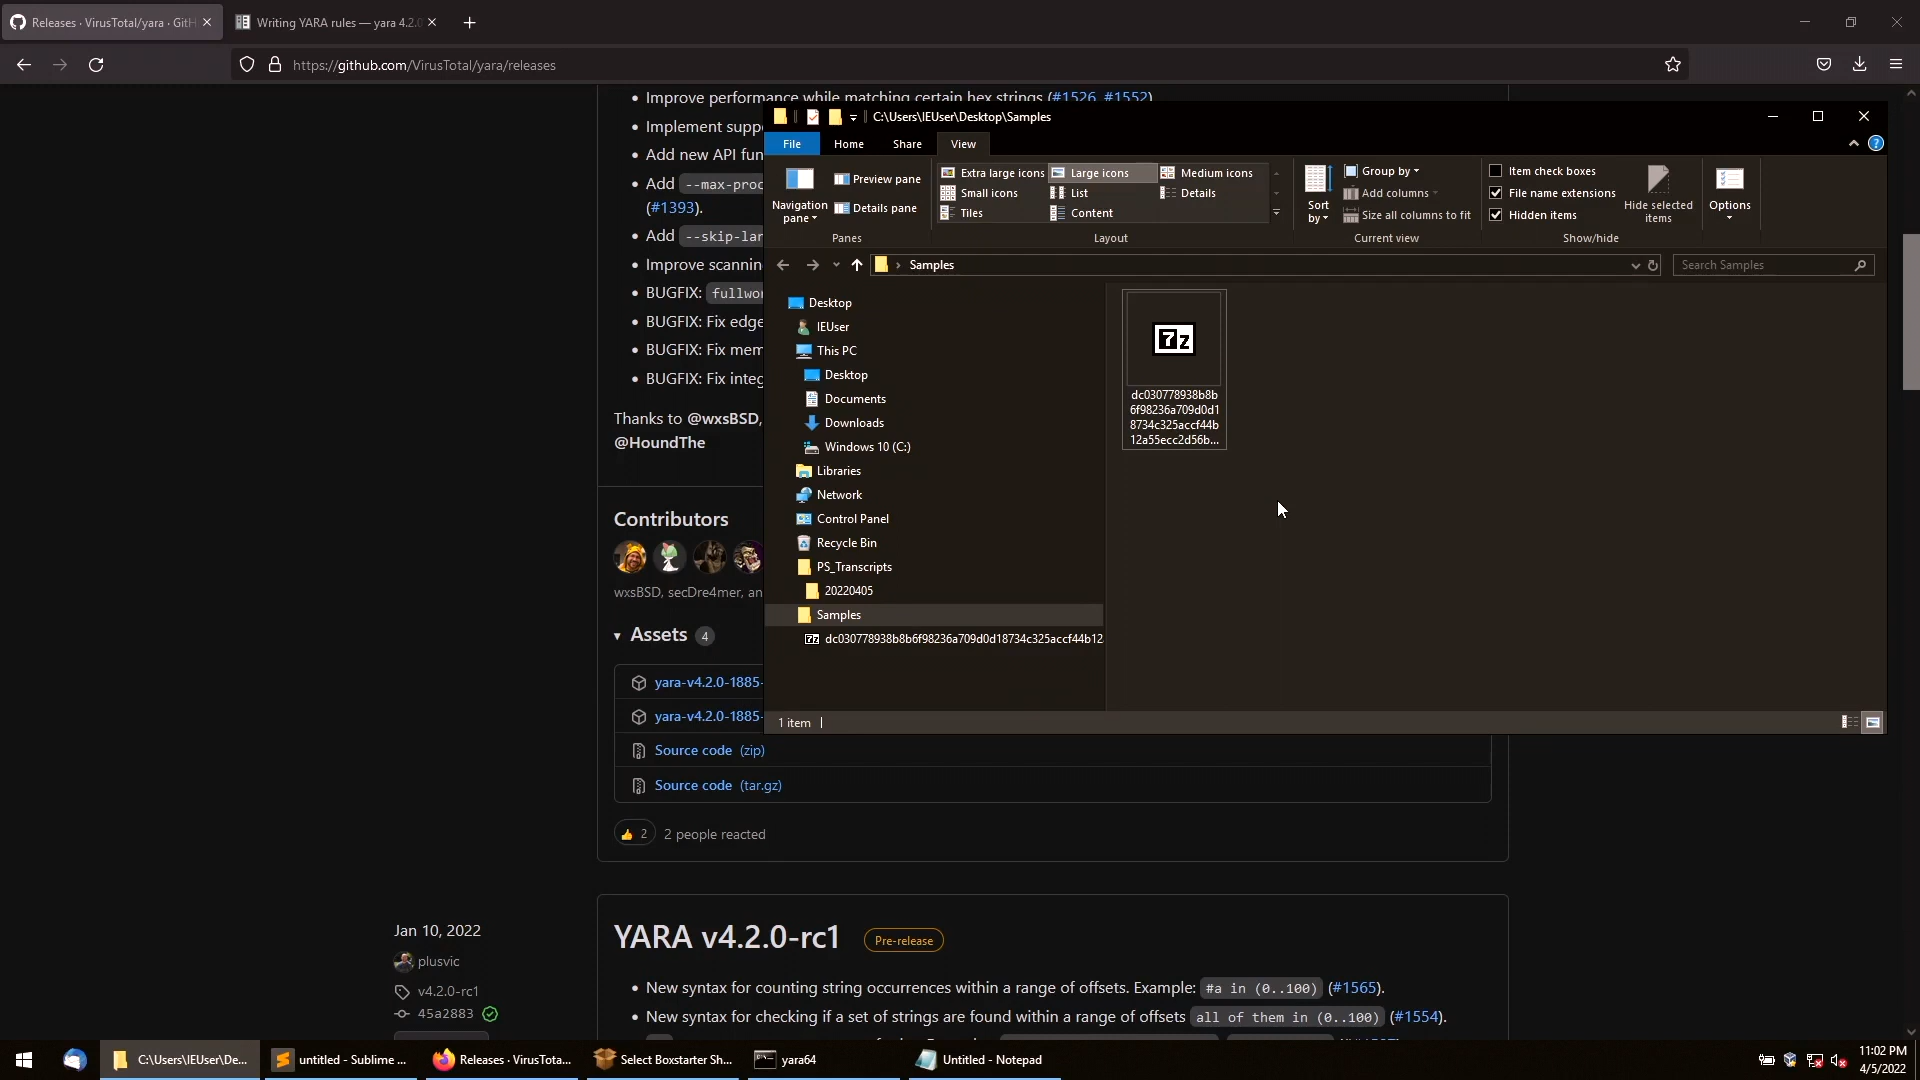 Releases · VirusTotal/yara · GitH
Writing YARA rules — yara 4.2.0
https://github.com/VirusTotal/yara/releases
Improve performance while matching certain hex strings (#1526, #1552)
Implement supp
Add new API fun
Add --max-proc
(#1393).
Add --skip-lar
Improve scannin
BUGFIX: fullwor
BUGFIX: Fix edge
BUGFIX: Fix mem
BUGFIX: Fix integ
Thanks to @wxsBSD,
@HoundThe
Contributors
wxsBSD, secDre4mer, an
Assets 4
yara-v4.2.0-1885-
yara-v4.2.0-1885-
Source code (zip)
Source code (tar.gz)
👍 2 2 people reacted
C:\Users\IEUser\Desktop\Samples
File Home Share View
Navigation pane
Preview pane
Details pane
Panes
Extra large icons Large icons Medium icons
Small icons List Details
Tiles Content
Layout
Sort by
Group by
Add columns
Size all columns to fit
Current view
Item check boxes
File name extensions
Hidden items
Hide selected items
Show/hide
Options
Samples
Search Samples
Desktop
IEUser
This PC
Desktop
Documents
Downloads
Windows 10 (C:)
Libraries
Network
Control Panel
Recycle Bin
PS_Transcripts
20220405
Samples
7z dc030778938b8b6f98236a709d0d18734c325accf44b12
7z
dc030778938b8b
6f98236a709d0d1
8734c325accf44b
12a55ecc2d56b...
1 item
Jan 10, 2022
plusvic
v4.2.0-rc1
45a2883
YARA v4.2.0-rc1 Pre-release
New syntax for counting string occurrences within a range of offsets. Example: #a in (0..100) (#1565).
New syntax for checking if a set of strings are found within a range of offsets all of them in (0..100) (#1554).
C:\Users\IEUser\De...
untitled - Sublime ...
Releases · VirusTota...
Select Boxstarter Sh...
yara64
Untitled - Notepad
11:02 PM
4/5/2022